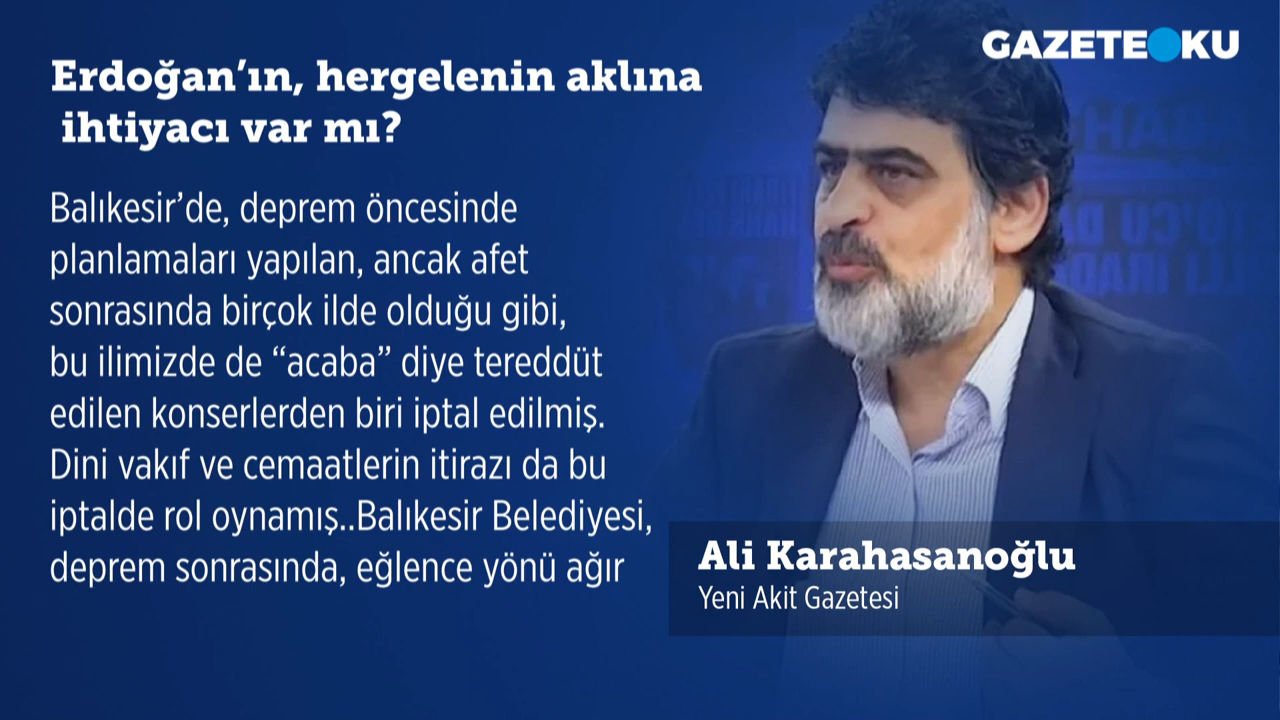 GAZETEOKU
Erdoğan’ın, hergelenin aklına
ihtiyacı var mı?
Balıkesir’de, deprem öncesinde
planlamaları yapılan, ancak afet
sonrasında birçok ilde olduğu gibi,
bu ilimizde de “acaba” diye tereddüt
edilen konserlerden biri iptal edilmiş.
Dini vakıf ve cemaatlerin itirazı da bu
iptalde rol oynamış..Balıkesir Belediyesi,
deprem sonrasında, eğlence yönü ağır
Ali Karahasanoğlu
Yeni Akit Gazetesi